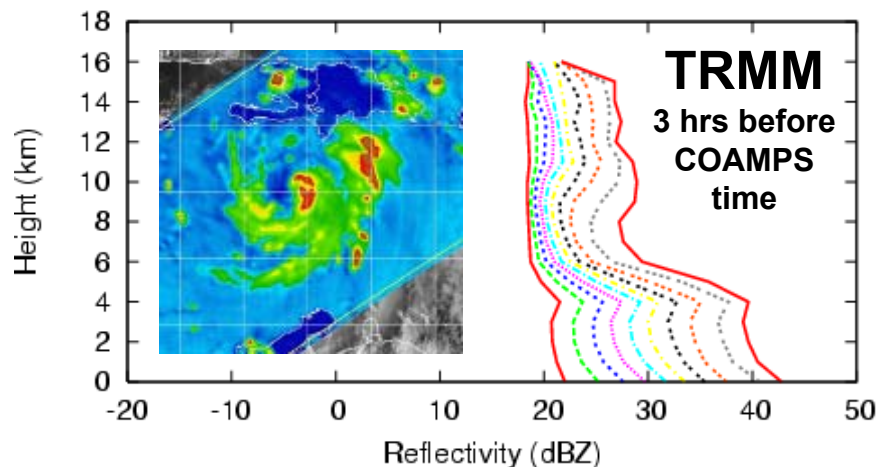 18
16
14
12
10
8
6
4
2
0
Height (km)
TRMM
3 hrs before
COAMPS
time
-20 -10 0 10 20 30 40 50
Reflectivity (dBZ)